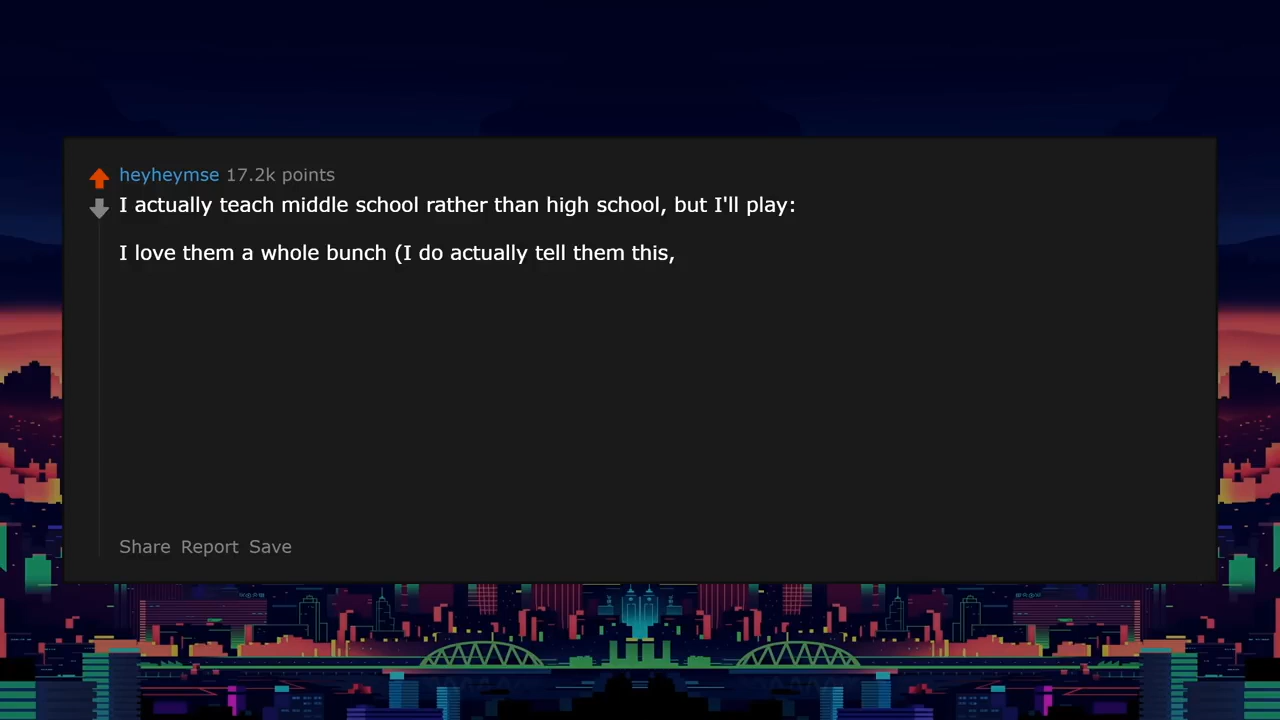 heyheymse 17.2k points
I actually teach middle school rather than high school, but I'll play:
I love them a whole bunch (I do actually tell them this,
Share Report Save